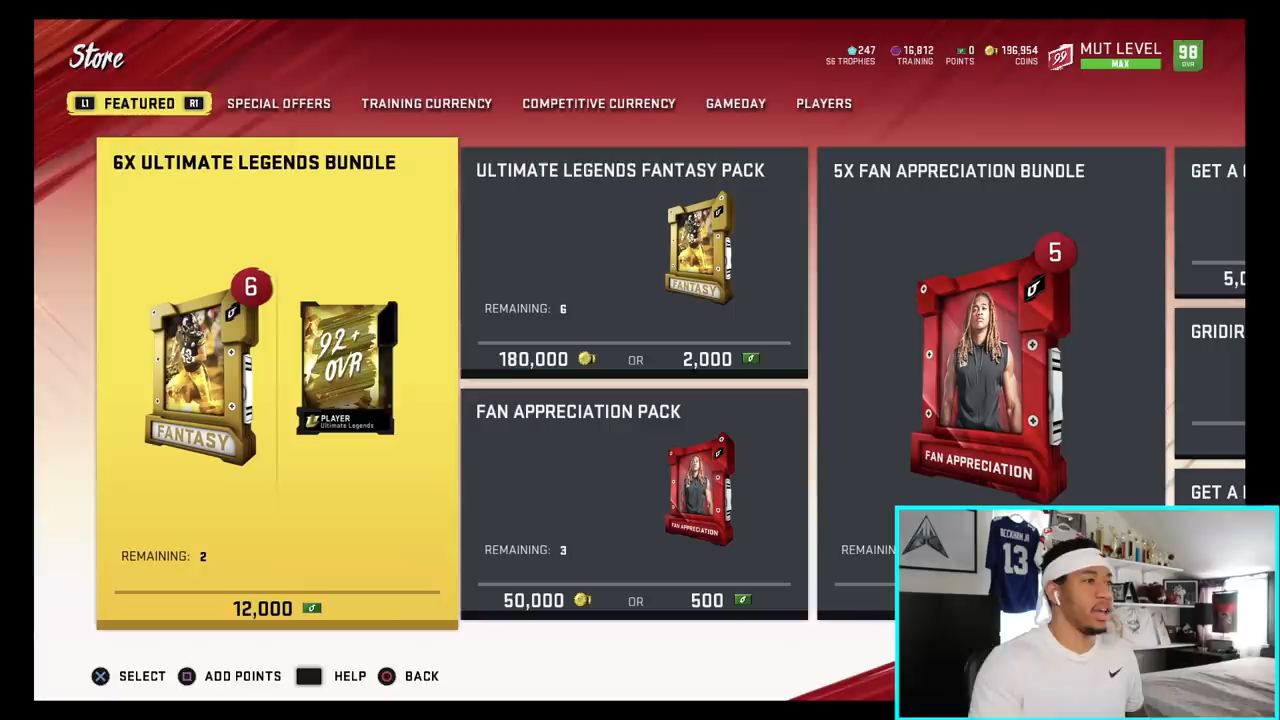 Store
247
S6 TROPHIES
16,812
TRAINING
0
POINTS
196,954
COINS
99
MUT LEVEL
MAX
98
OVR
L1 FEATURED R1
SPECIAL OFFERS
TRAINING CURRENCY
COMPETITIVE CURRENCY
GAMEDAY
PLAYERS
6X ULTIMATE LEGENDS BUNDLE
6
FANTASY
92+
OVR
PLAYER
Ultimate Legends
REMAINING: 2
12,000
ULTIMATE LEGENDS FANTASY PACK
FANTASY
REMAINING: 6
180,000 OR 2,000
FAN APPRECIATION PACK
FAN APPRECIATION
REMAINING: 3
50,000 OR 500
5X FAN APPRECIATION BUNDLE
5
FAN APPRECIATION
REMAININ
GET A
5,0
GRIDIR
GET A
BECKHAM JR
13
SELECT
ADD POINTS
HELP
BACK